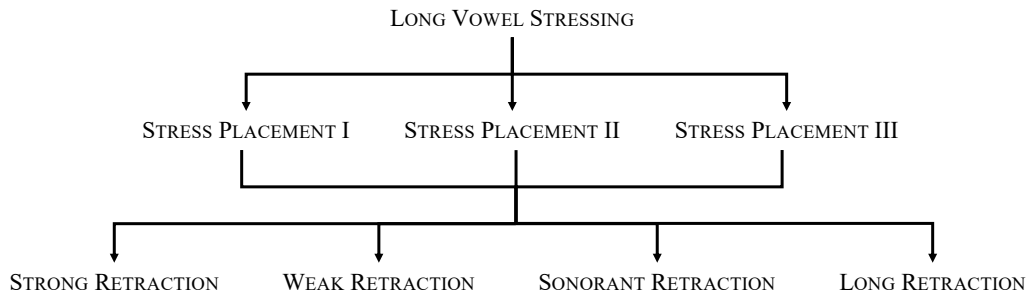 LONG VOWEL STRESSING
STRESS PLACEMENT I STRESS PLACEMENT II STRESS PLACEMENT III
STRONG RETRACTION WEAK RETRACTION SONORANT RETRACTION LONG RETRACTION